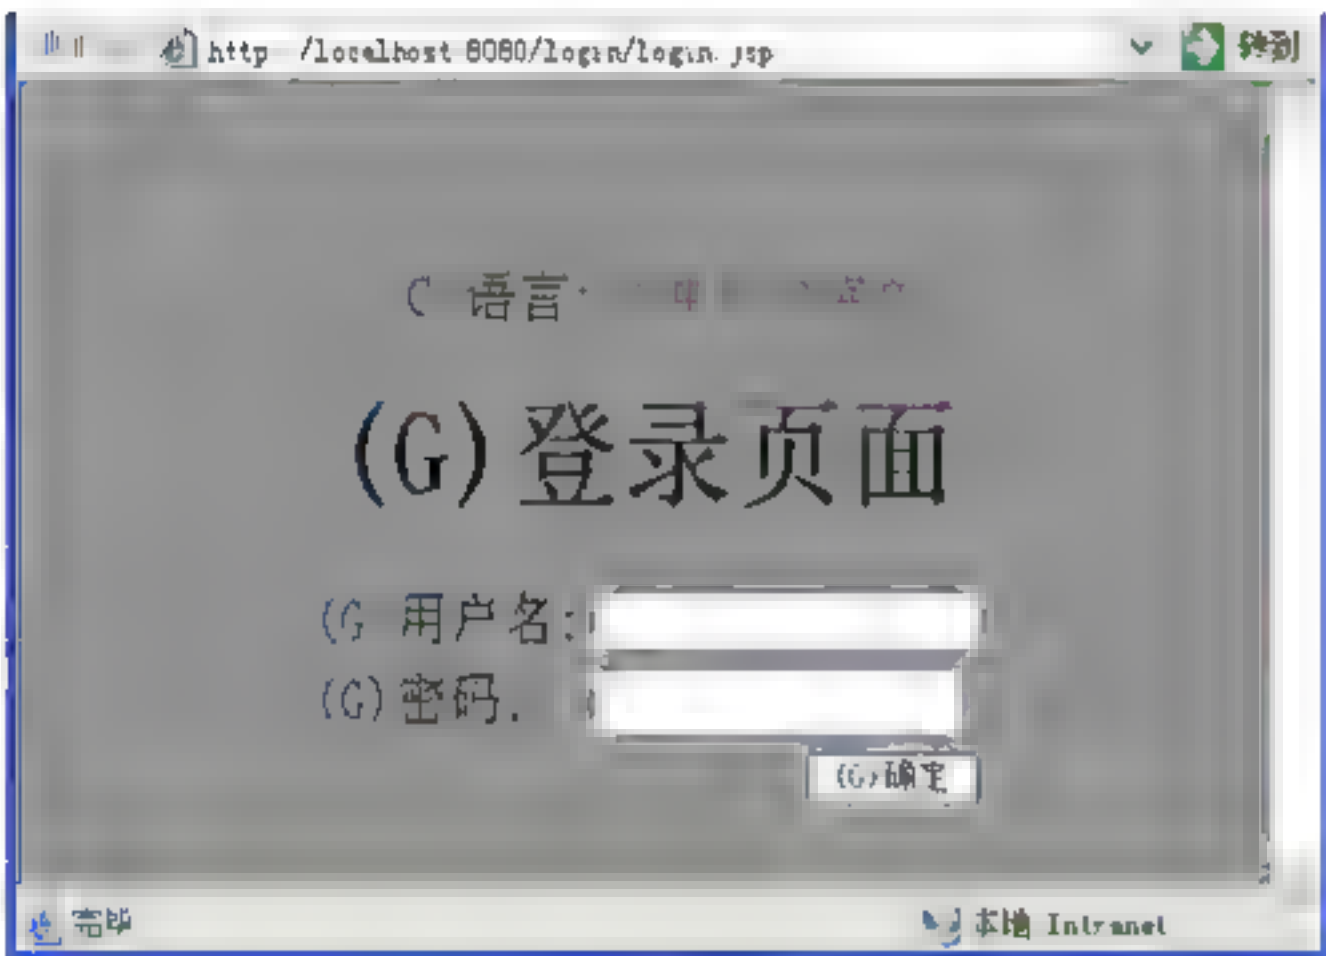 http //localhost 8080/login/login.jsp 转到
语言:
(G)登录页面
(G 用户名:
(G)密码.
(G)确定
完毕 本地 Intranet